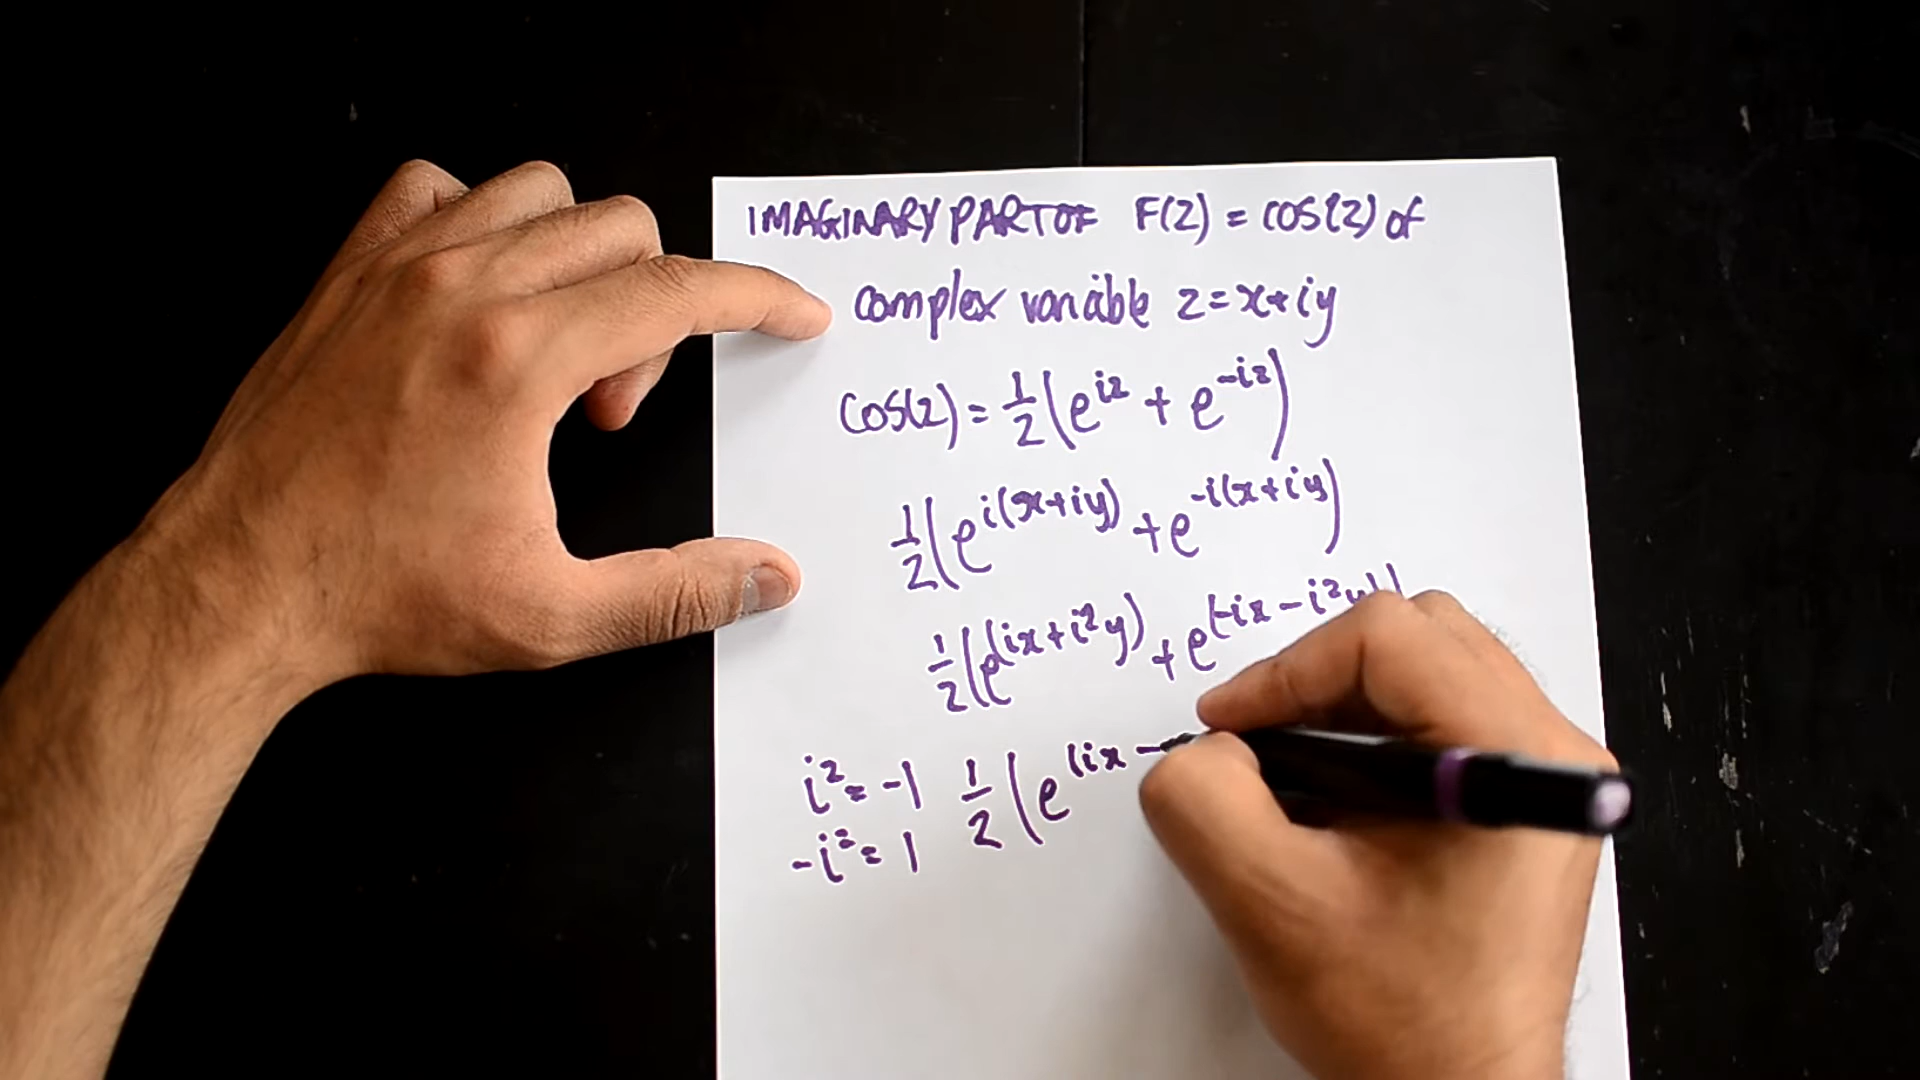 IMAGINARY PART OF F(Z) = COS(Z) of
complex variable z = x+iy
Cos(z) = 1/2 (e^{iz} + e^{-iz})
1/2 (e^{i(x+iy)} + e^{-i(x+iy)})
1/2 (e^{(ix+i²y)} + e^{(-ix-i²y)})
i² = -1 1/2 (e^{(ix -
-i² = 1